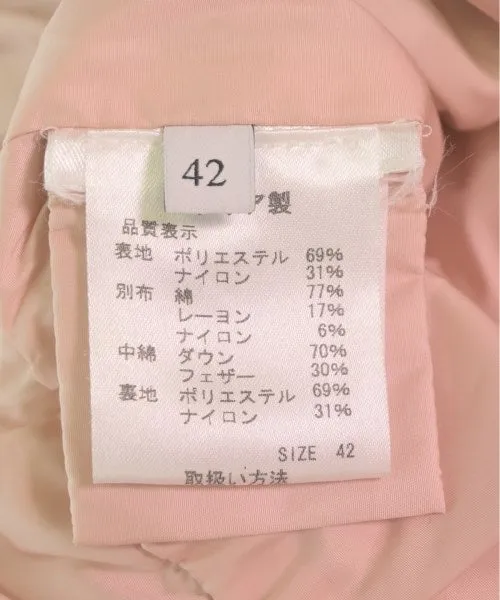 42
製
品質表示
表地 ポリエステル 69%
ナイロン 31%
別布 綿 77%
レーヨン 17%
ナイロン 6%
中綿 ダウン 70%
フェザー 30%
裏地 ポリエステル 69%
ナイロン 31%
SIZE 42
取扱い方法